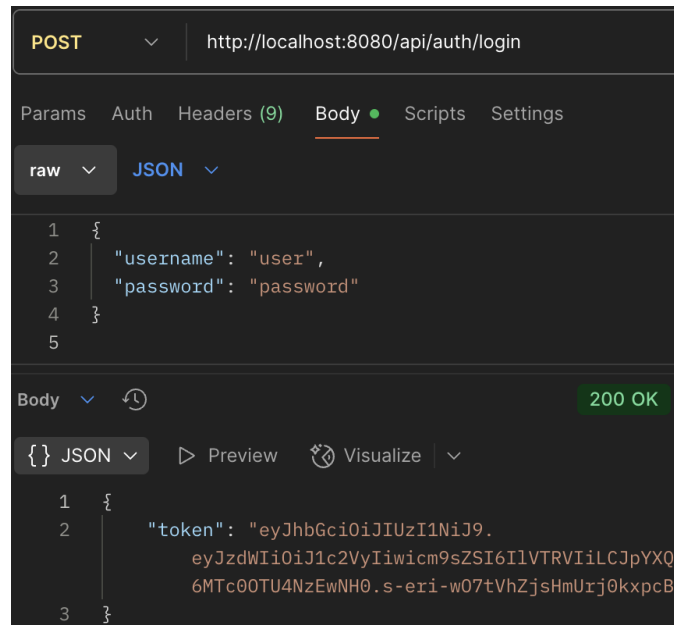 POST http://localhost:8080/api/auth/login
Params Auth Headers (9) Body Scripts Settings
raw JSON
1 {
2 "username": "user",
3 "password": "password"
4 }
5
Body 200 OK
{} JSON Preview Visualize
1 {
2 "token": "eyJhbGciOiJIUzI1NiJ9.
eyJzdWIiOiJ1c2VyIiwicm9sZSI6IlVTRVIiLCJpYXQ
6MTc0OTU4NzEwNH0.s-eri-wO7tVhZjsHmUrj0kxpcB
3 }